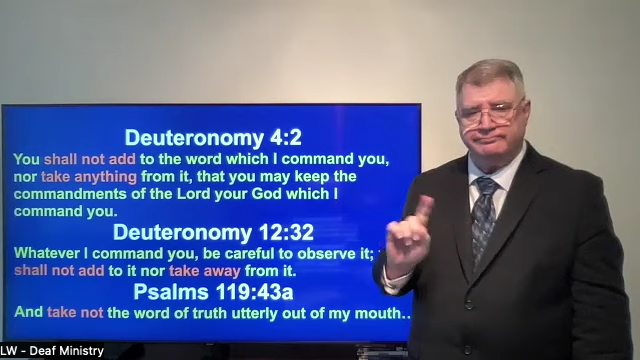 Deuteronomy 4:2
You shall not add to the word which I command you,
nor take anything from it, that you may keep the
commandments of the Lord your God which I
command you.
Deuteronomy 12:32
Whatever I command you, be careful to observe it;
shall not add to it nor take away from it.
Psalms 119:43a
And take not the word of truth utterly out of my mouth..
LW - Deaf Ministry